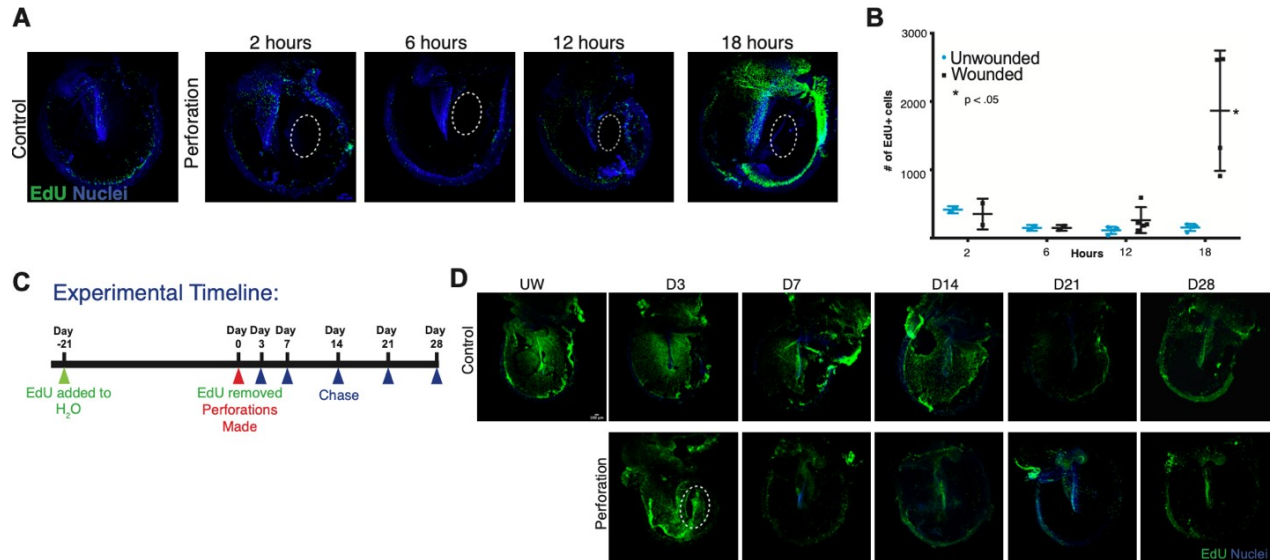 A
2 hours
6 hours
12 hours
18 hours
Control
Perforation
EdU Nuclei
B
3000
2000
1000
# of EdU+ cells
Unwounded
Wounded
* p < .05
*
2
6
12
18
Hours
C
Experimental Timeline:
Day -21
Day 0
Day 3
Day 7
Day 14
Day 21
Day 28
EdU added to
H2O
EdU removed
Perforations
Made
Chase
D
UW
D3
D7
D14
D21
D28
Control
Perforation
EdU Nuclei